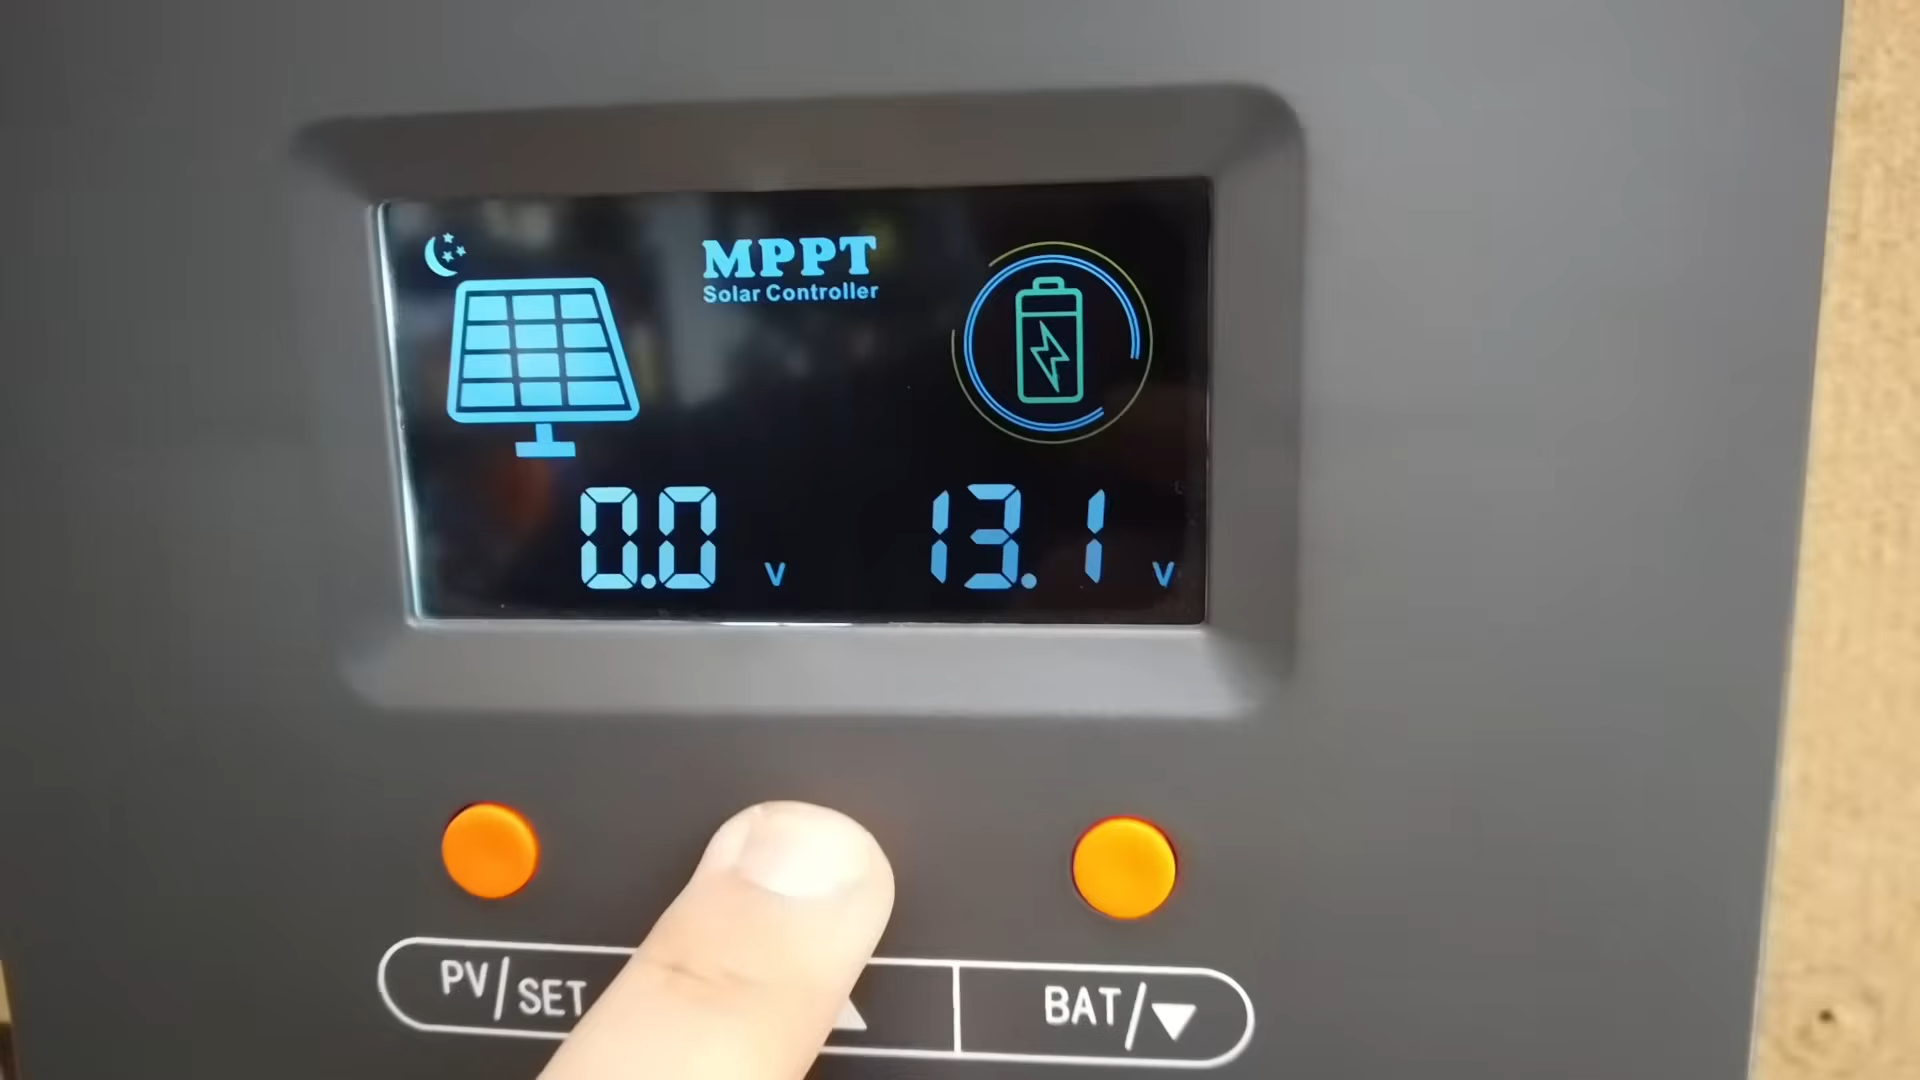 MPPT
Solar Controller
0.0 V
13.1 V
PV/SET
▲
BAT/▼